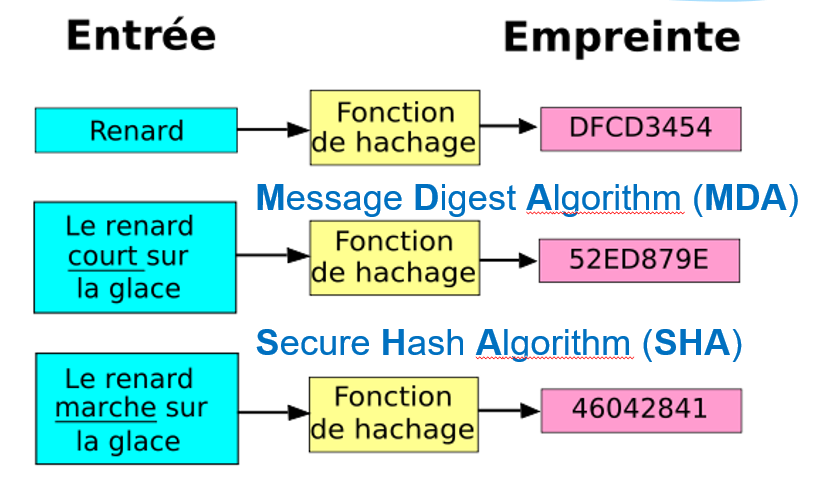 Entrée Empreinte
Renard
Fonction
de hachage
DFCD3454
Message Digest Algorithm (MDA)
Le renard
court sur
la glace
Fonction
de hachage
52ED879E
Secure Hash Algorithm (SHA)
Le renard
marche sur
la glace
Fonction
de hachage
46042841